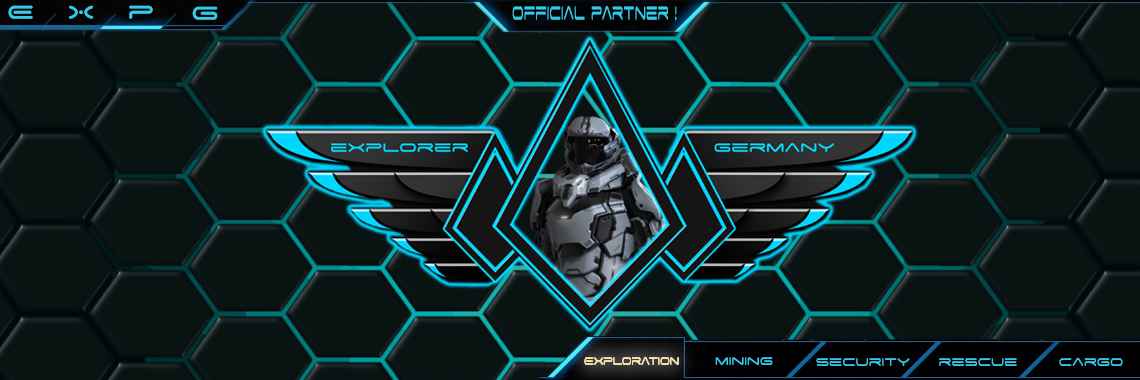 E X P G
OFFICIAL PARTNER !
EXPLORER GERMANY
EXPLORATION MINING SECURITY RESCUE CARGO